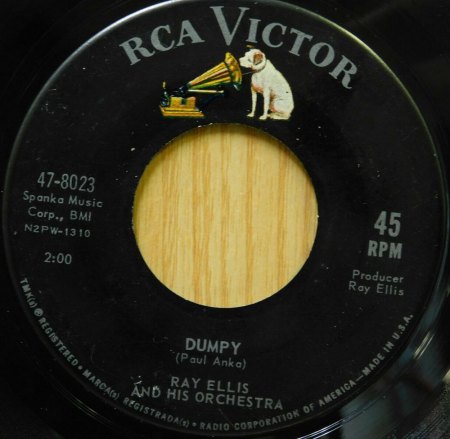 RCA VICTOR
47-8023
Spanka Music
Corp., BMI
N2PW-1310
2:00
45
RPM
Producer
Ray Ellis
DUMPY
(Paul Anka)
RAY ELLIS
AND HIS ORCHESTRA
TMK(s) ® REGISTERED • MARCA(s) REGISTRADA(s) • RADIO CORPORATION OF AMERICA—MADE IN U.S.A.